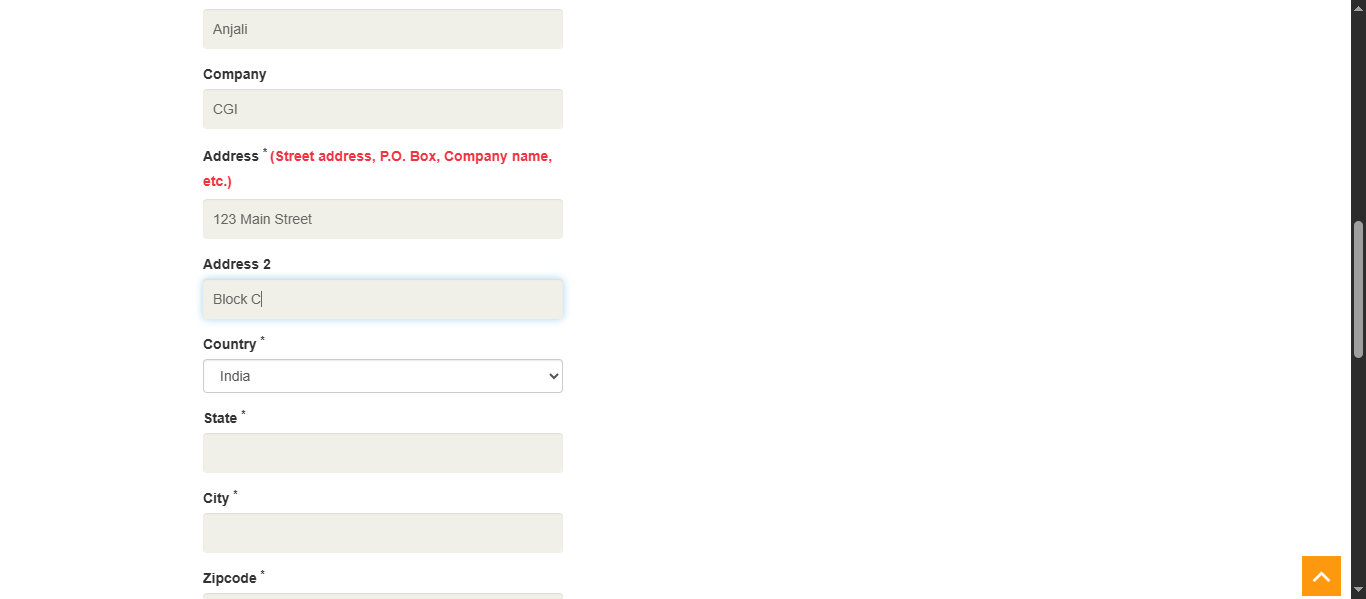 Anjali
Company
CGI
Address * (Street address, P.O. Box, Company name,
etc.)
123 Main Street
Address 2
Block C
Country *
India
State *
City *
Zipcode *